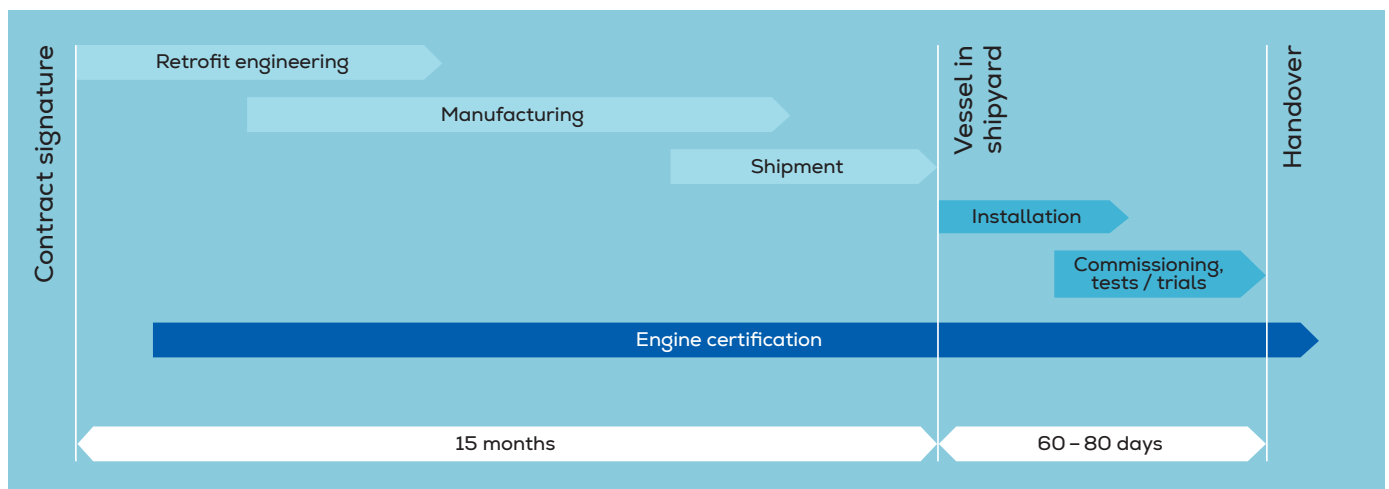 Contract signature
Retrofit engineering
Manufacturing
Shipment
Vessel in
shipyard
Installation
Commissioning,
tests / trials
Handover
Engine certification
15 months
60 – 80 days